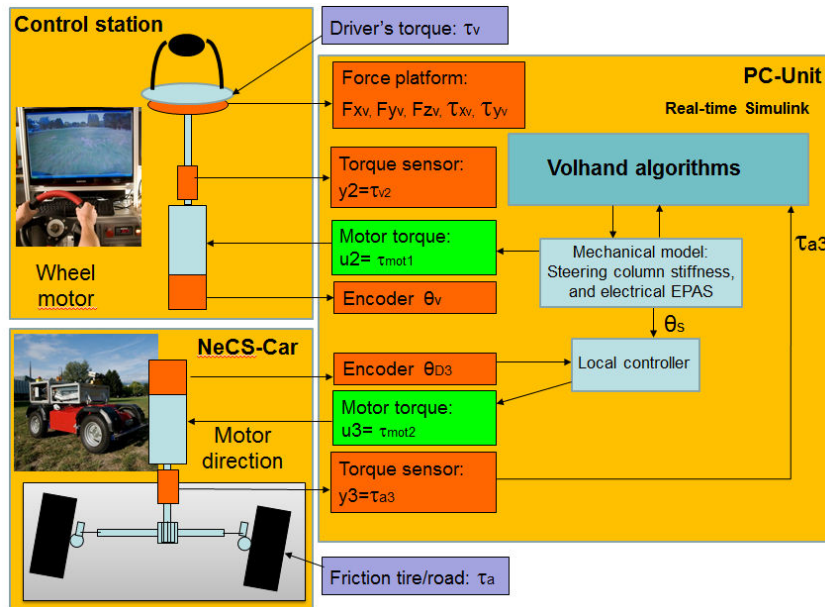 Control station
Driver's torque: τv
Force platform:
Fxv, Fyv, Fzv, τxv, τyv
PC-Unit
Real-time Simulink
Torque sensor:
y2=τv2
Volhand algorithms
Motor torque:
u2= τmot1
Mechanical model:
Steering column stiffness,
and electrical EPAS
τa3
Wheel
motor
Encoder θv
θs
NeCS-Car
Encoder θD3
Local controller
Motor torque:
u3= τmot2
Motor
direction
Torque sensor:
y3=τa3
Friction tire/road: τa